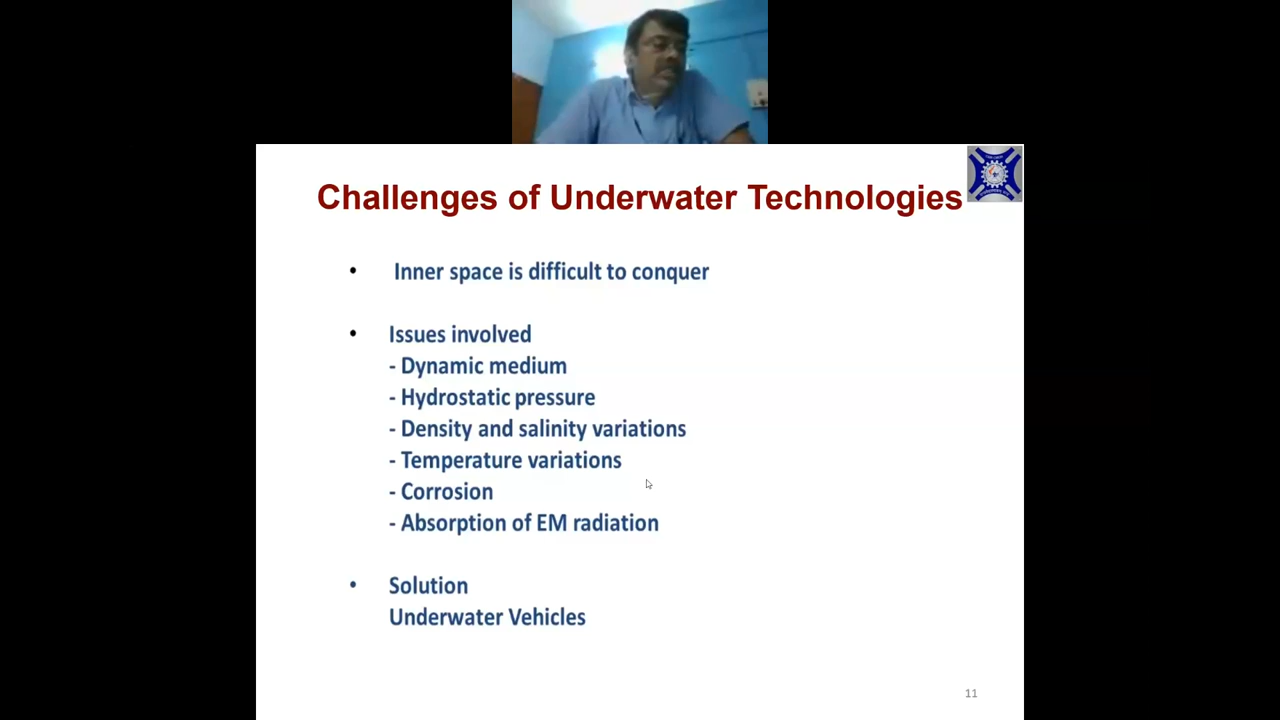 Challenges of Underwater Technologies
• Inner space is difficult to conquer
• Issues involved
- Dynamic medium
- Hydrostatic pressure
- Density and salinity variations
- Temperature variations
- Corrosion
- Absorption of EM radiation
• Solution
Underwater Vehicles
11